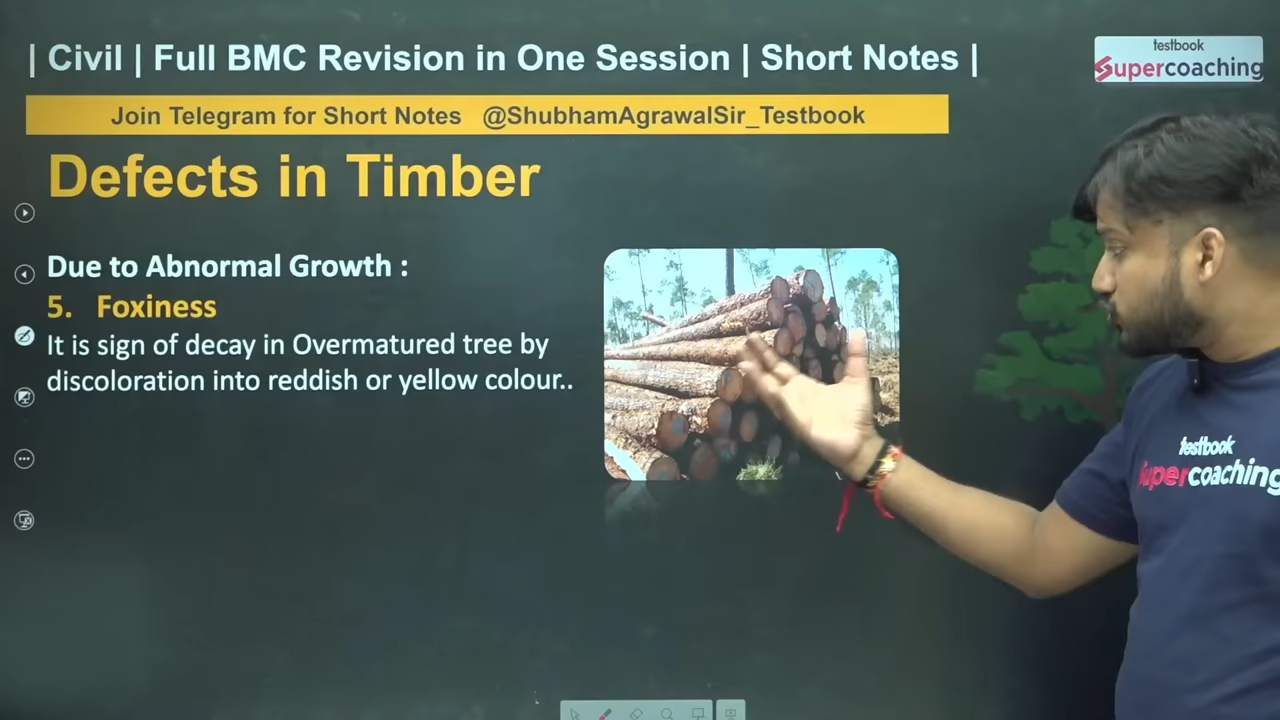 | Civil | Full BMC Revision in One Session | Short Notes |
testbook
Supercoaching
Join Telegram for Short Notes @ShubhamAgrawalSir_Testbook
Defects in Timber
Due to Abnormal Growth :
5. Foxiness
It is sign of decay in Overmatured tree by
discoloration into reddish or yellow colour..
testbook
Supercoaching